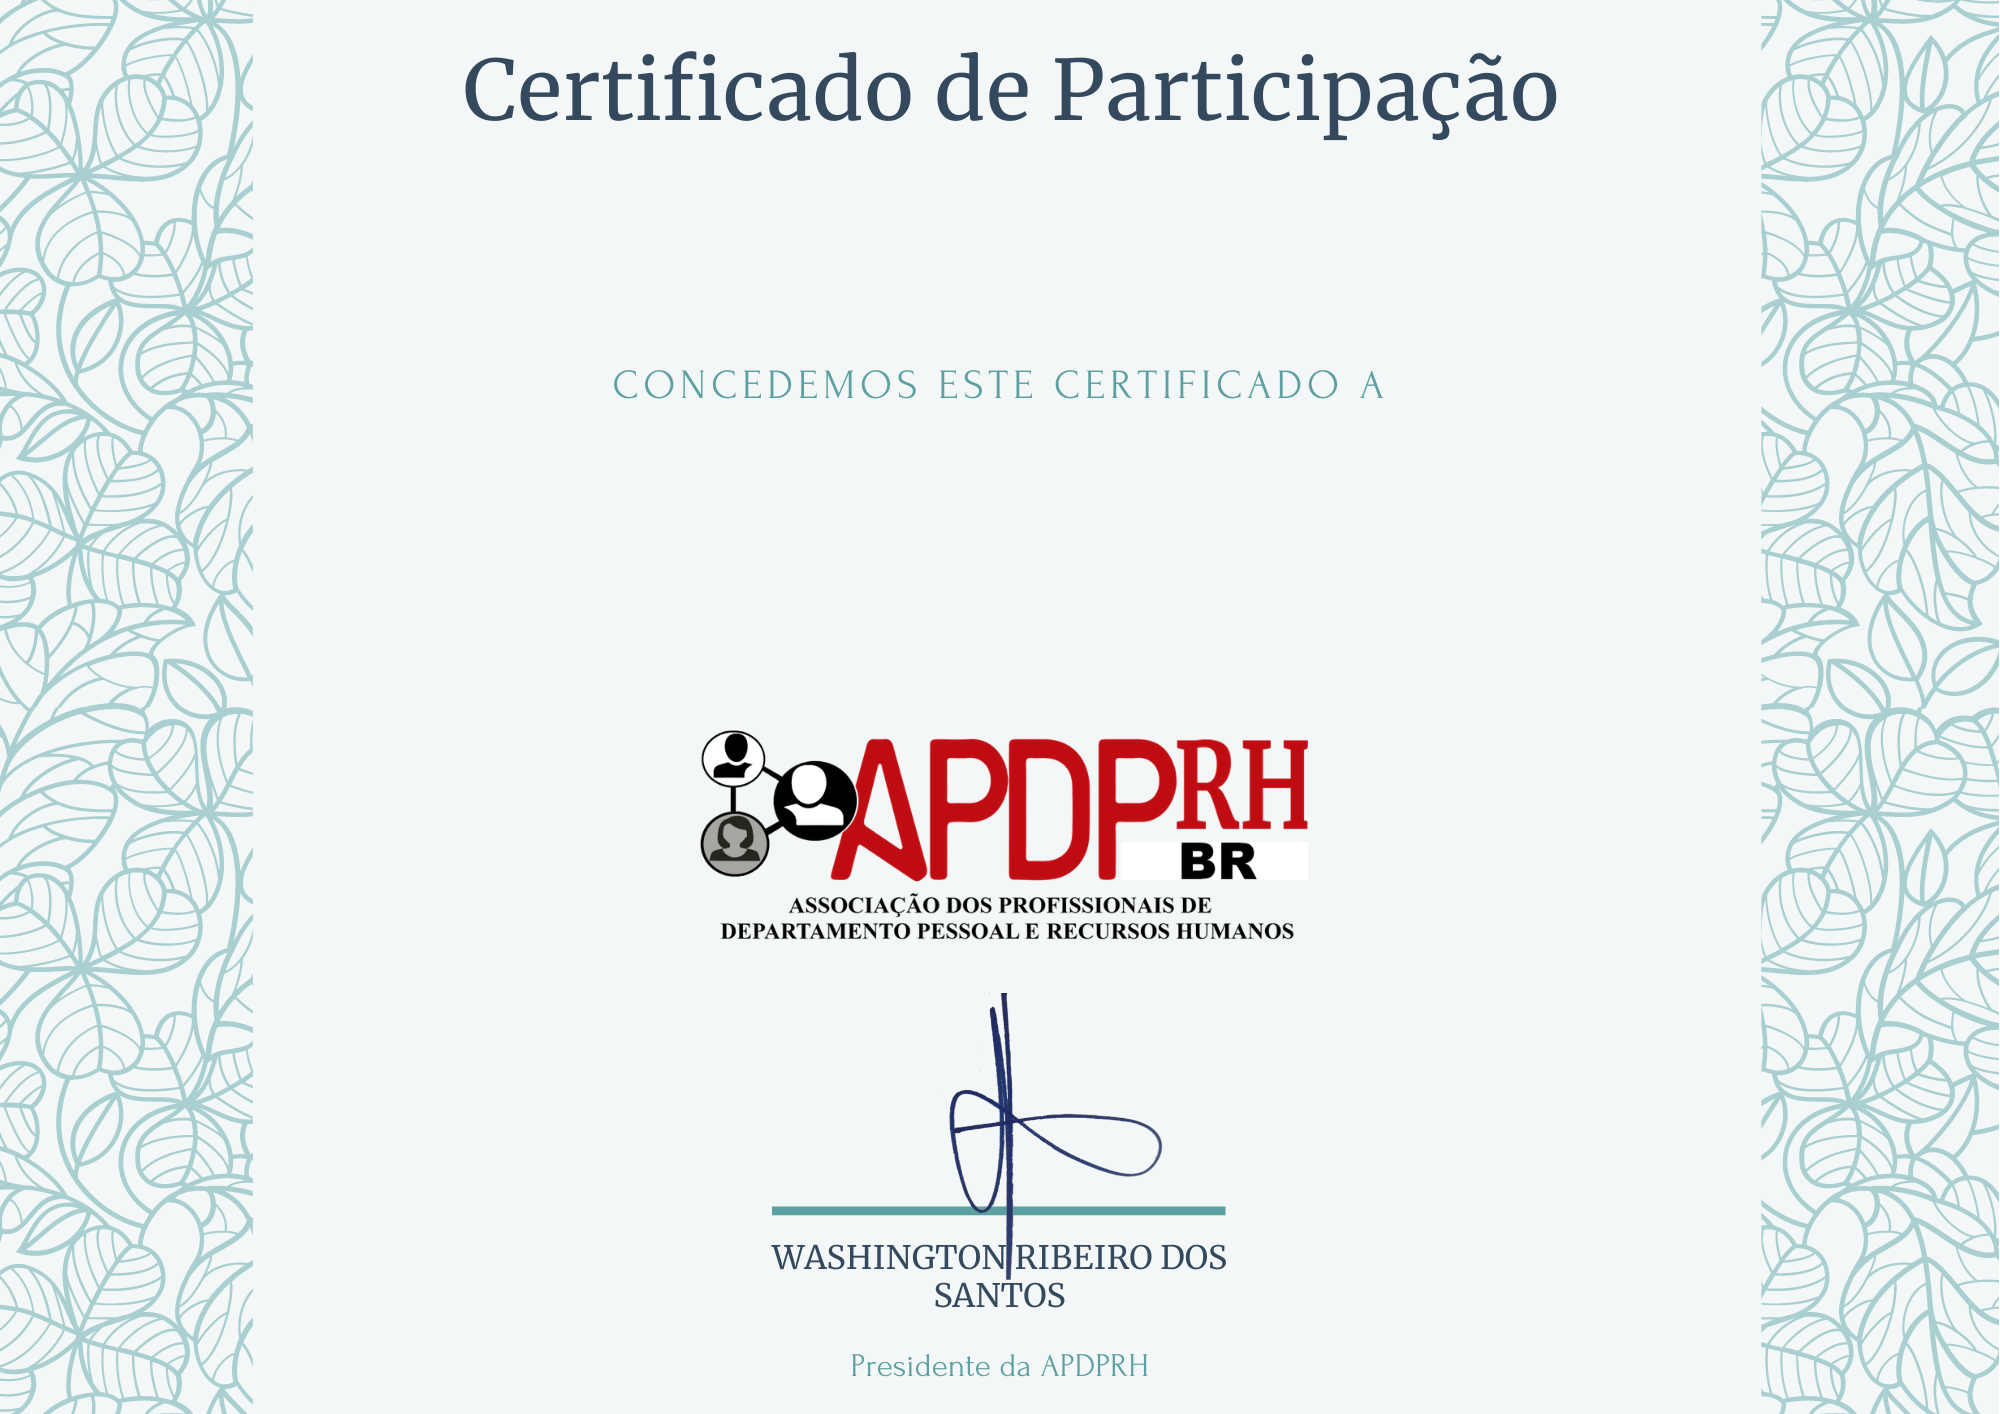 Certificado de Participação
CONCEDEMOS ESTE CERTIFICADO A
APDPRH
BR
ASSOCIAÇÃO DOS PROFISSIONAIS DE
DEPARTAMENTO PESSOAL E RECURSOS HUMANOS
WASHINGTON RIBEIRO DOS
SANTOS
Presidente da APDPRH